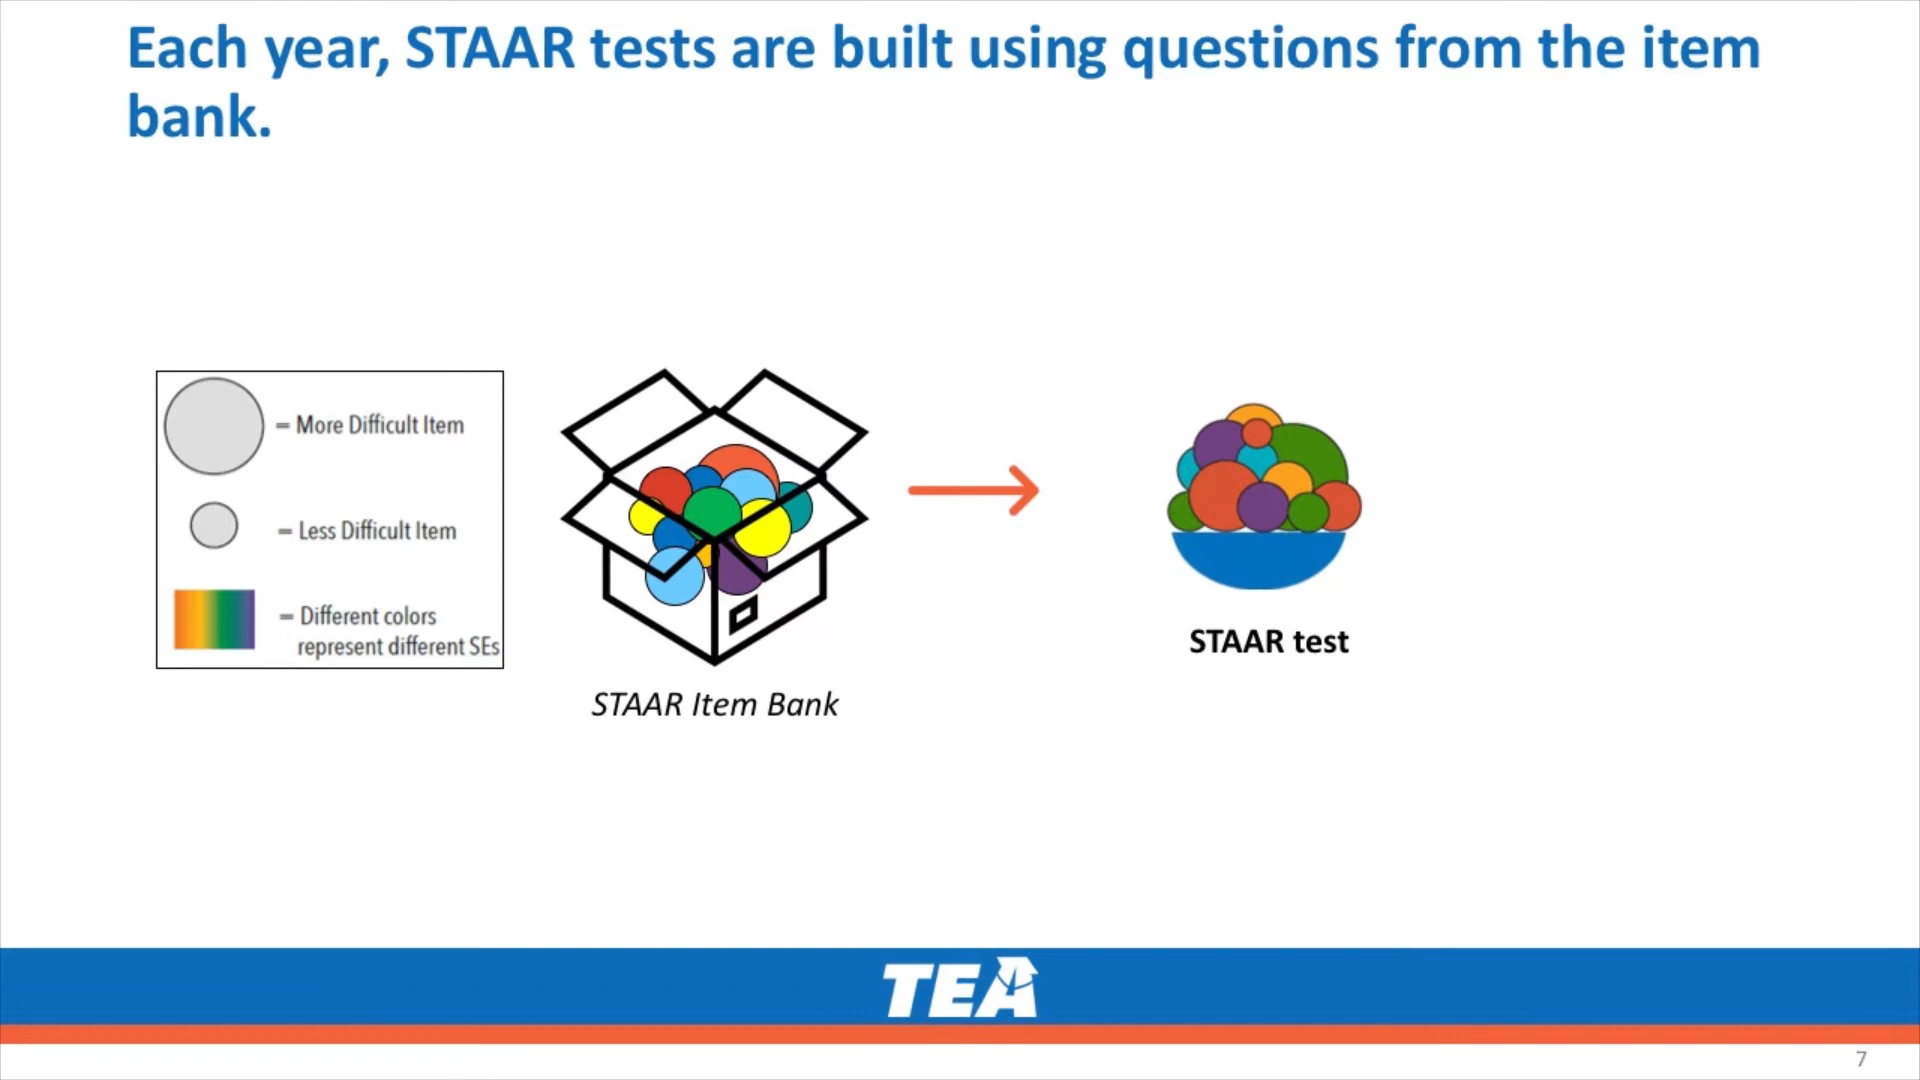 Each year, STAAR tests are built using questions from the item
bank.
= More Difficult Item
= Less Difficult Item
= Different colors
represent different SEs
STAAR Item Bank
STAAR test
TEA
7